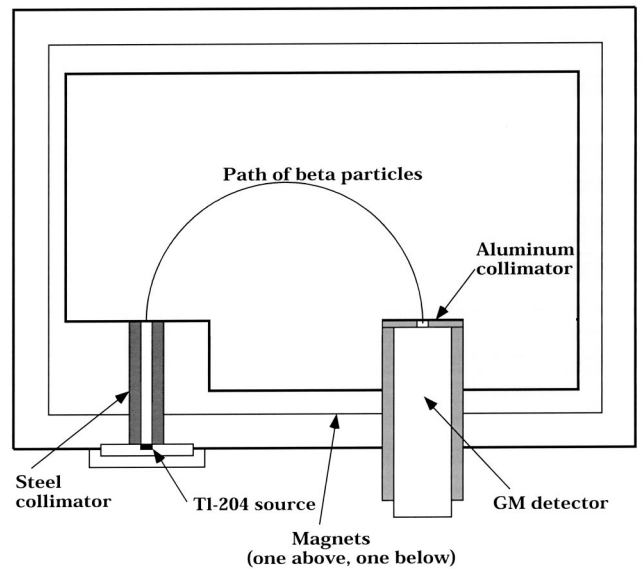 Path of beta particles
Aluminum
collimator
Steel
collimator
Tl-204 source
GM detector
Magnets
(one above, one below)